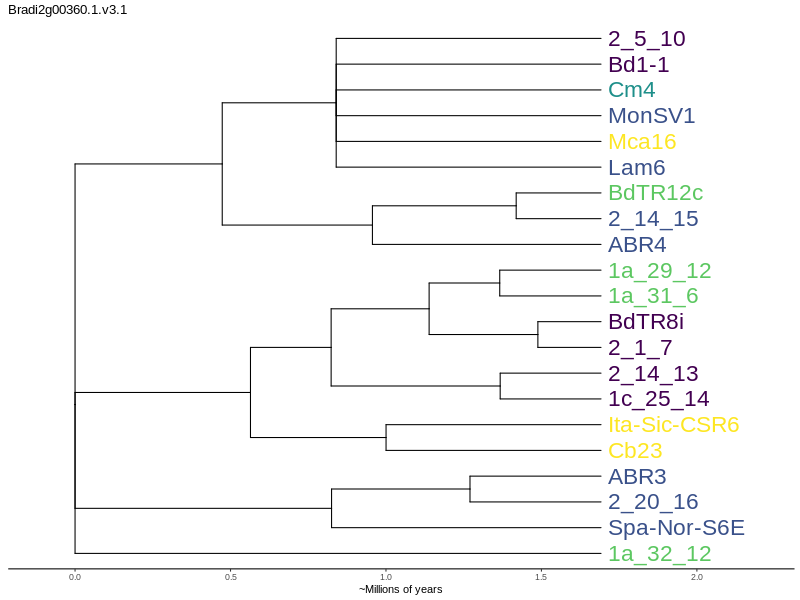 Bradi2g00360.1.v3.1
2_5_10
Bd1-1
Cm4
MonSV1
Mca16
Lam6
BdTR12c
2_14_15
ABR4
1a_29_12
1a_31_6
BdTR8i
2_1_7
2_14_13
1c_25_14
Ita-Sic-CSR6
Cb23
ABR3
2_20_16
Spa-Nor-S6E
1a_32_12
0.0 0.5 1.0 1.5 2.0
~Millions of years